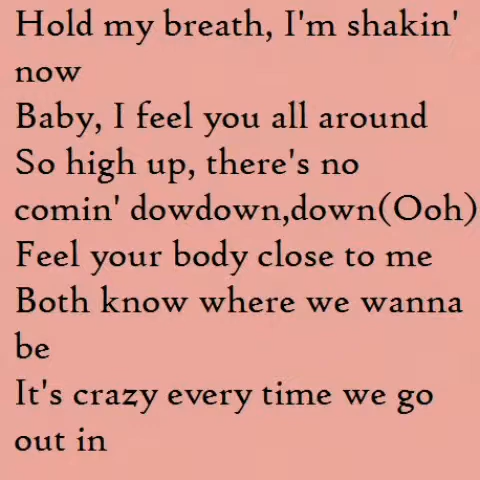 Hold my breath, I'm shakin'
now
Baby, I feel you all around
So high up, there's no
comin' dowdown,down(Ooh)
Feel your body close to me
Both know where we wanna
be
It's crazy every time we go
out in